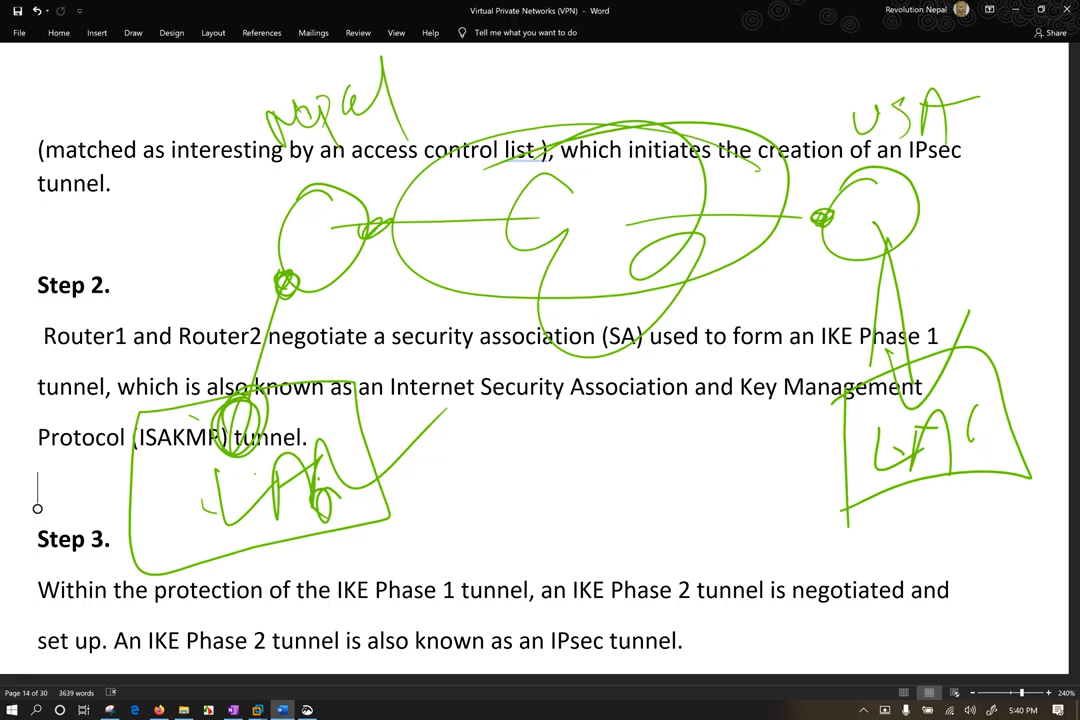 Virtual Private Networks (VPN) - Word
Revolution Nepal
File Home Insert Draw Design Layout References Mailings Review View Help Tell me what you want to do Share
Nepal
USA
(matched as interesting by an access control list ), which initiates the creation of an IPsec
tunnel.
Step 2.
Router1 and Router2 negotiate a security association (SA) used to form an IKE Phase 1
tunnel, which is also known as an Internet Security Association and Key Management
Protocol (ISAKMP) tunnel.
Step 3.
Within the protection of the IKE Phase 1 tunnel, an IKE Phase 2 tunnel is negotiated and
set up. An IKE Phase 2 tunnel is also known as an IPsec tunnel.
Page 14 of 30 3639 words 240%
5:40 PM